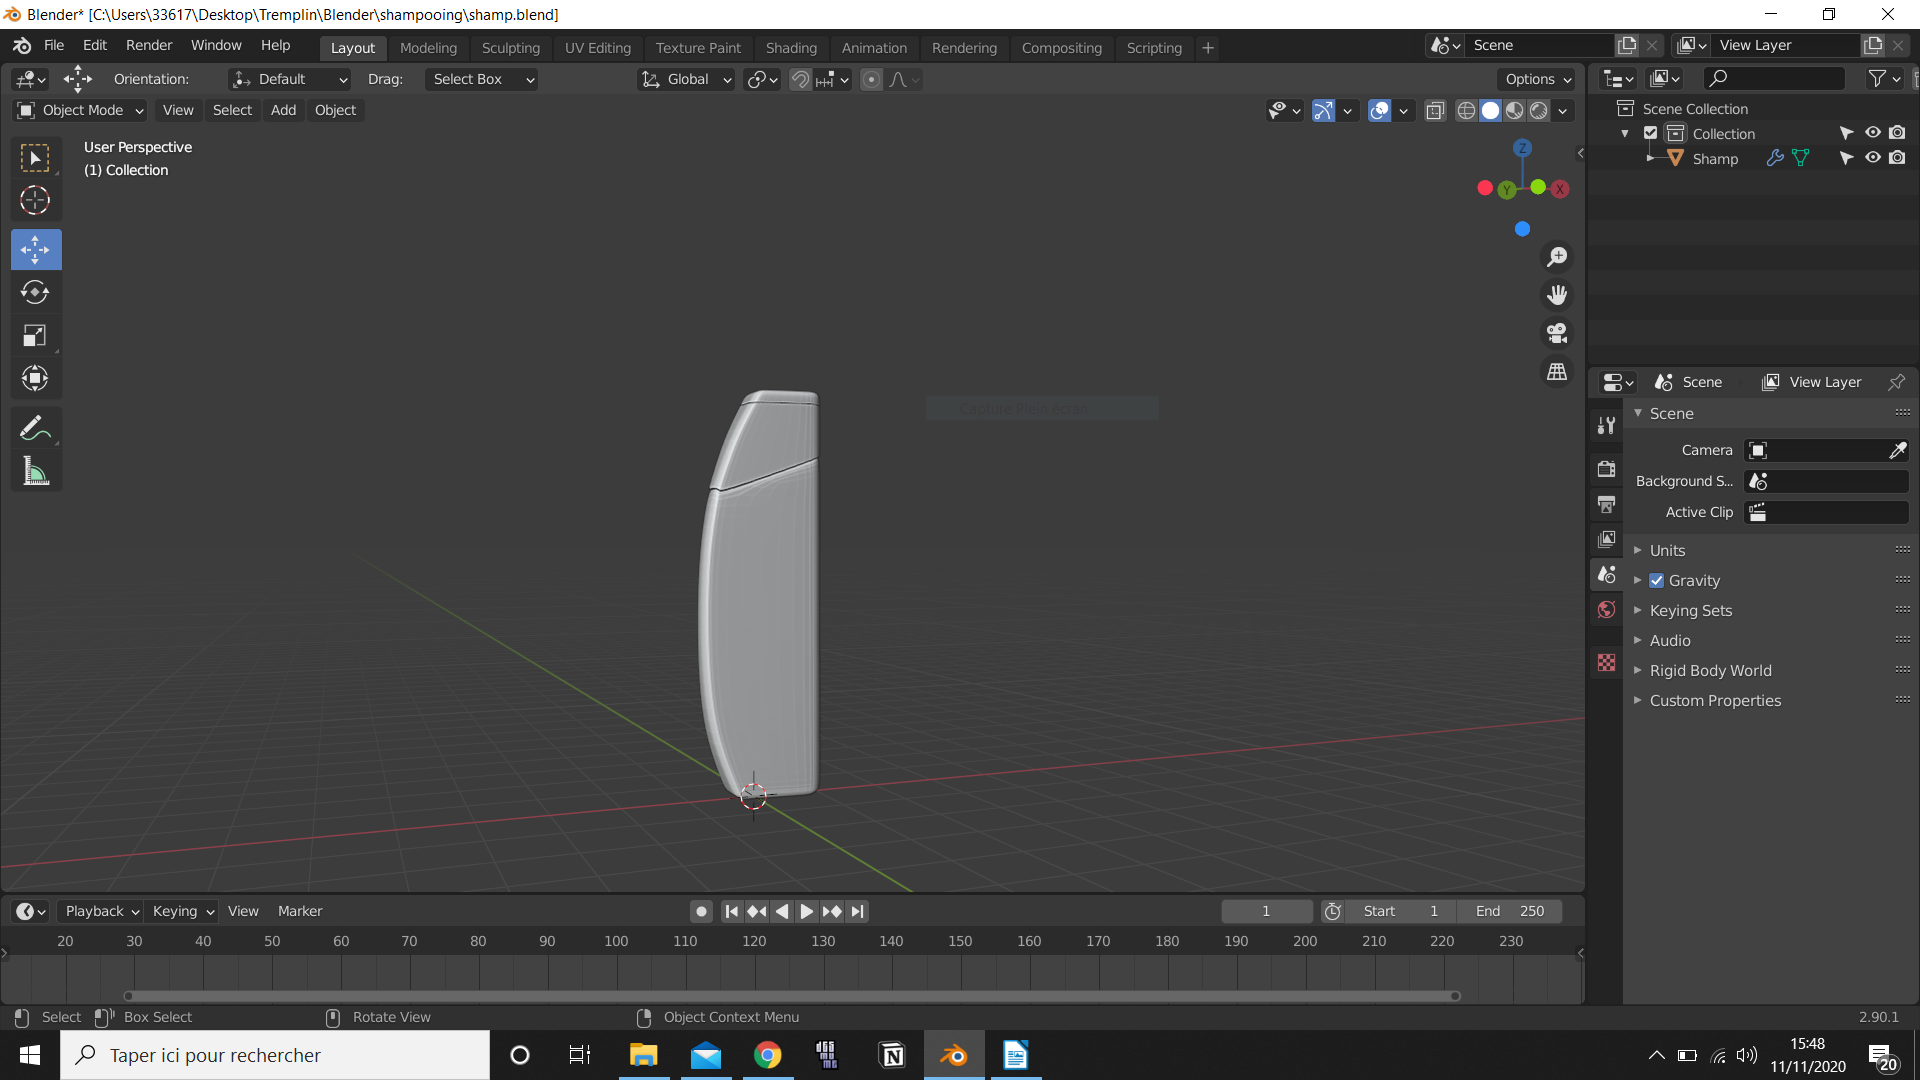 Blender* [C:\Users\33617\Desktop\Tremplin\Blender\shampooing\shamp.blend]
File Edit Render Window Help Layout Modeling Sculpting UV Editing Texture Paint Shading Animation Rendering Compositing Scripting + Scene View Layer
Orientation: Default Drag: Select Box Global Options
Object Mode View Select Add Object
User Perspective
(1) Collection
Z
Y
X
Scene Collection
Collection
Shamp
Capture Plein écran
Scene View Layer
Scene
Camera
Background S...
Active Clip
Units
Gravity
Keying Sets
Audio
Rigid Body World
Custom Properties
Playback Keying View Marker 1 Start 1 End 250
20 30 40 50 60 70 80 90 100 110 120 130 140 150 160 170 180 190 200 210 220 230
Select Box Select Rotate View Object Context Menu 2.90.1
Taper ici pour rechercher
15:48
11/11/2020
20